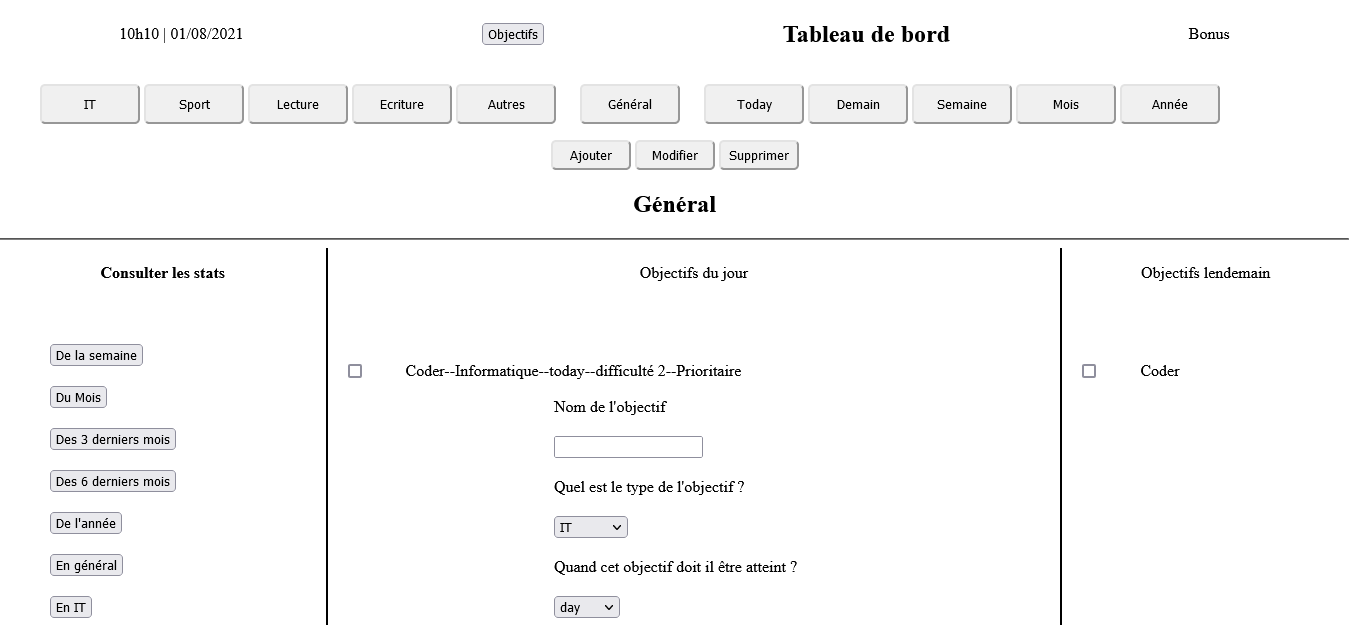 10h10 | 01/08/2021 Objectifs Tableau de bord Bonus
IT Sport Lecture Ecriture Autres Général Today Demain Semaine Mois Année
Ajouter Modifier Supprimer
Général
Consulter les stats
De la semaine
Du Mois
Des 3 derniers mois
Des 6 derniers mois
De l'année
En général
En IT
Objectifs du jour
Coder--Informatique--today--difficulté 2--Prioritaire
Nom de l'objectif
Quel est le type de l'objectif ?
IT
Quand cet objectif doit il être atteint ?
day
Objectifs lendemain
Coder